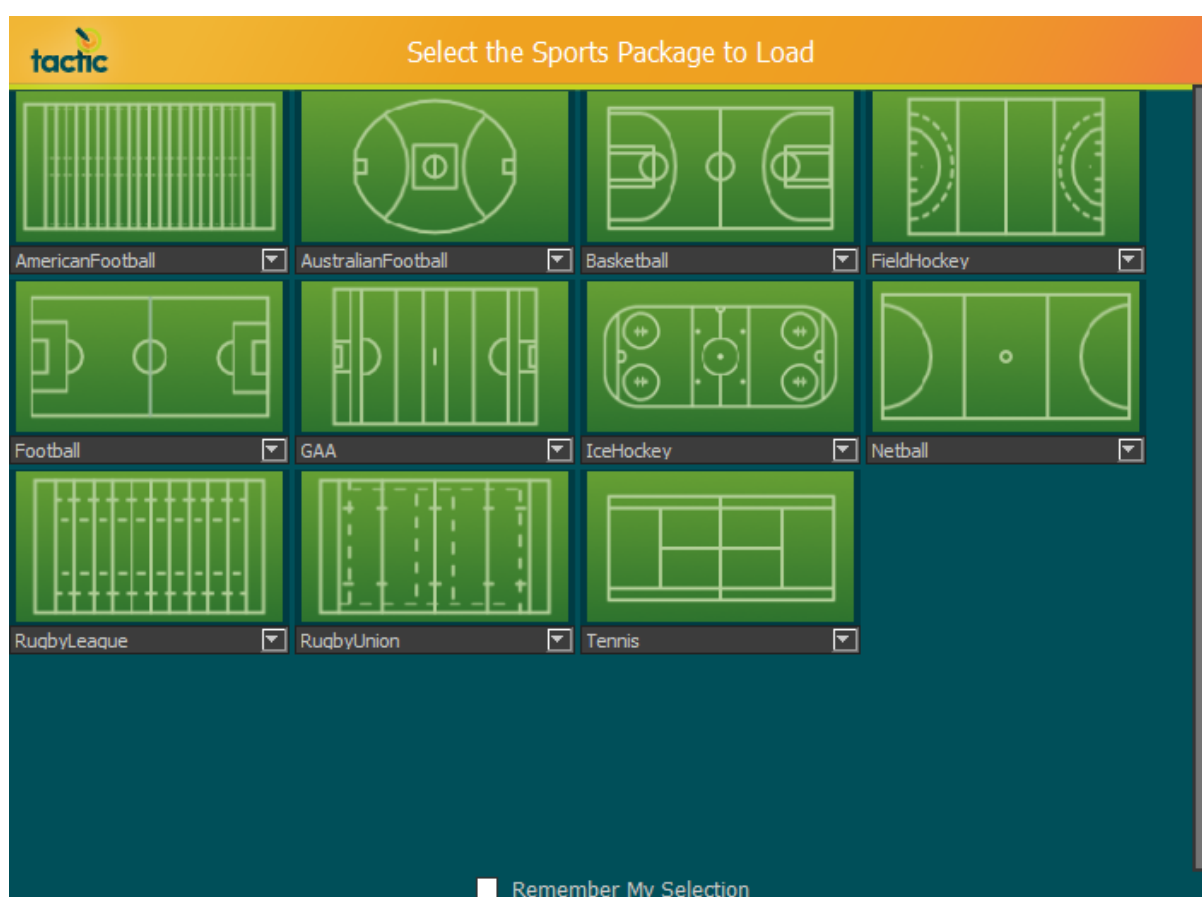 tactic
Select the Sports Package to Load
AmericanFootball
AustralianFootball
Basketball
FieldHockey
Football
GAA
IceHockey
Netball
RugbyLeague
RugbyUnion
Tennis
Remember My Selection